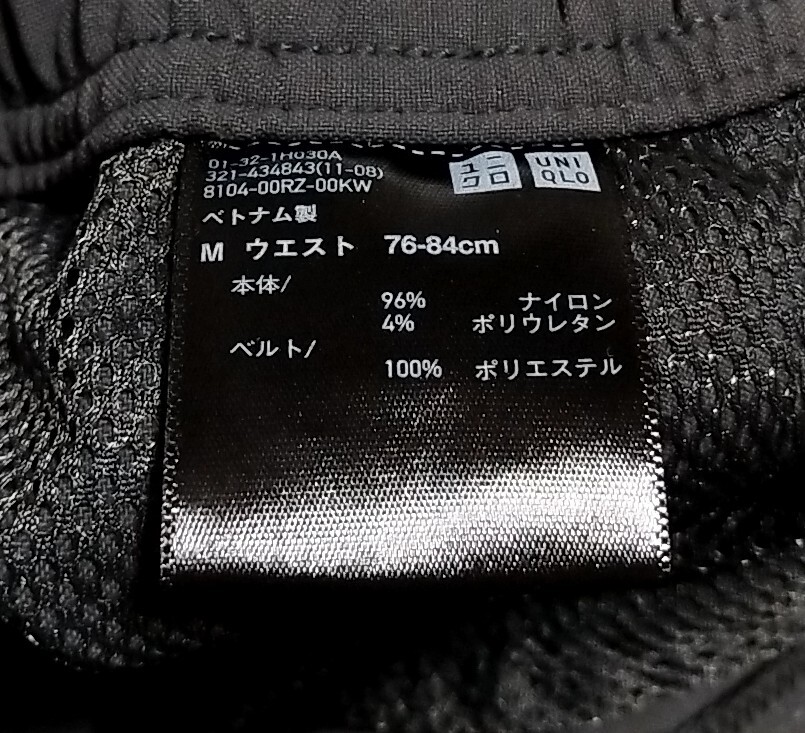 01-32-1H030A
321-434843(11-08)
8104-00RZ-00KW
ユニ
クロ
UNI
QLO
ベトナム製
M ウエスト 76-84cm
本体/
96% ナイロン
4% ポリウレタン
ベルト/
100% ポリエステル